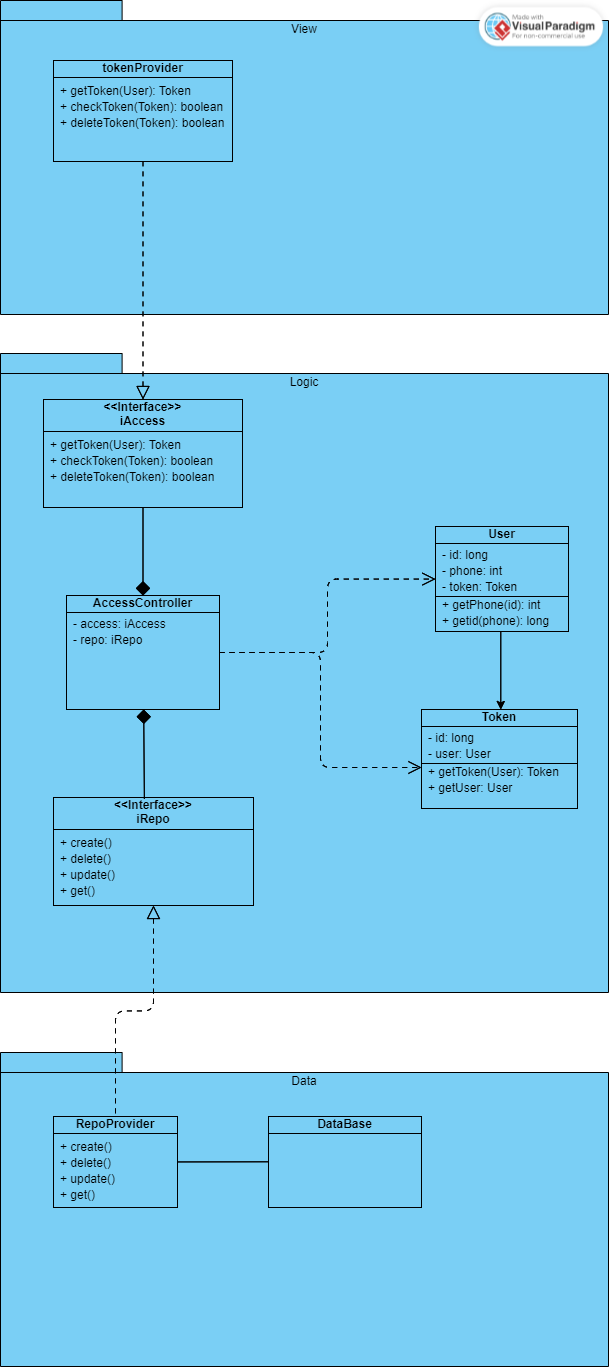 View
Made with
VisualParadigm
For non-commercial use
tokenProvider
+ getToken(User): Token
+ checkToken(Token): boolean
+ deleteToken(Token): boolean
Logic
<<Interface>>
iAccess
+ getToken(User): Token
+ checkToken(Token): boolean
+ deleteToken(Token): boolean
User
- id: long
- phone: int
- token: Token
+ getPhone(id): int
+ getid(phone): long
AccessController
- access: iAccess
- repo: iRepo
Token
- id: long
- user: User
+ getToken(User): Token
+ getUser: User
<<Interface>>
iRepo
+ create()
+ delete()
+ update()
+ get()
Data
RepoProvider
+ create()
+ delete()
+ update()
+ get()
DataBase